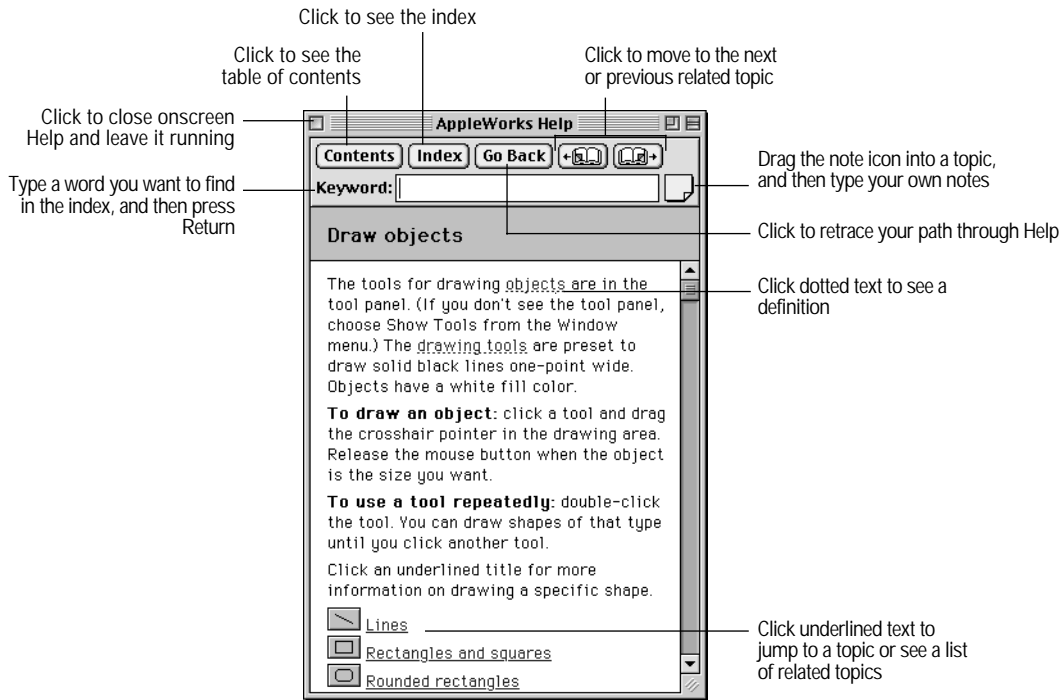 Click to see the index
Click to see the
table of contents
Click to move to the next
or previous related topic
Click to close onscreen
Help and leave it running
AppleWorks Help
Contents
Index
Go Back
Type a word you want to find
in the index, and then press
Return
Keyword:
Drag the note icon into a topic,
and then type your own notes
Click to retrace your path through Help
Draw objects
Click dotted text to see a
definition
The tools for drawing objects are in the
tool panel. (If you don't see the tool panel,
choose Show Tools from the Window
menu.) The drawing tools are preset to
draw solid black lines one-point wide.
Objects have a white fill color.
To draw an object: click a tool and drag
the crosshair pointer in the drawing area.
Release the mouse button when the object
is the size you want.
To use a tool repeatedly: double-click
the tool. You can draw shapes of that type
until you click another tool.
Click an underlined title for more
information on drawing a specific shape.
Lines
Rectangles and squares
Rounded rectangles
Click underlined text to
jump to a topic or see a list
of related topics